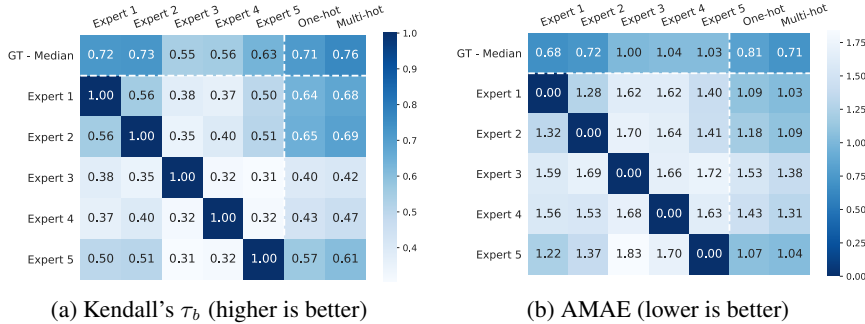 Expert 1 Expert 2 Expert 3 Expert 4 Expert 5 One-hot Multi-hot
GT - Median 0.72 0.73 0.55 0.56 0.63 0.71 0.76
Expert 1 1.00 0.56 0.38 0.37 0.50 0.64 0.68
Expert 2 0.56 1.00 0.35 0.40 0.51 0.65 0.69
Expert 3 0.38 0.35 1.00 0.32 0.31 0.40 0.42
Expert 4 0.37 0.40 0.32 1.00 0.32 0.43 0.47
Expert 5 0.50 0.51 0.31 0.32 1.00 0.57 0.61
1.0
0.9
0.8
0.7
0.6
0.5
0.4
(a) Kendall's τb (higher is better)
Expert 1 Expert 2 Expert 3 Expert 4 Expert 5 One-hot Multi-hot
GT - Median 0.68 0.72 1.00 1.04 1.03 0.81 0.71
Expert 1 0.00 1.28 1.62 1.62 1.40 1.09 1.03
Expert 2 1.32 0.00 1.70 1.64 1.41 1.18 1.09
Expert 3 1.59 1.69 0.00 1.66 1.72 1.53 1.38
Expert 4 1.56 1.53 1.68 0.00 1.63 1.43 1.31
Expert 5 1.22 1.37 1.83 1.70 0.00 1.07 1.04
1.75
1.50
1.25
1.00
0.75
0.50
0.25
0.00
(b) AMAE (lower is better)